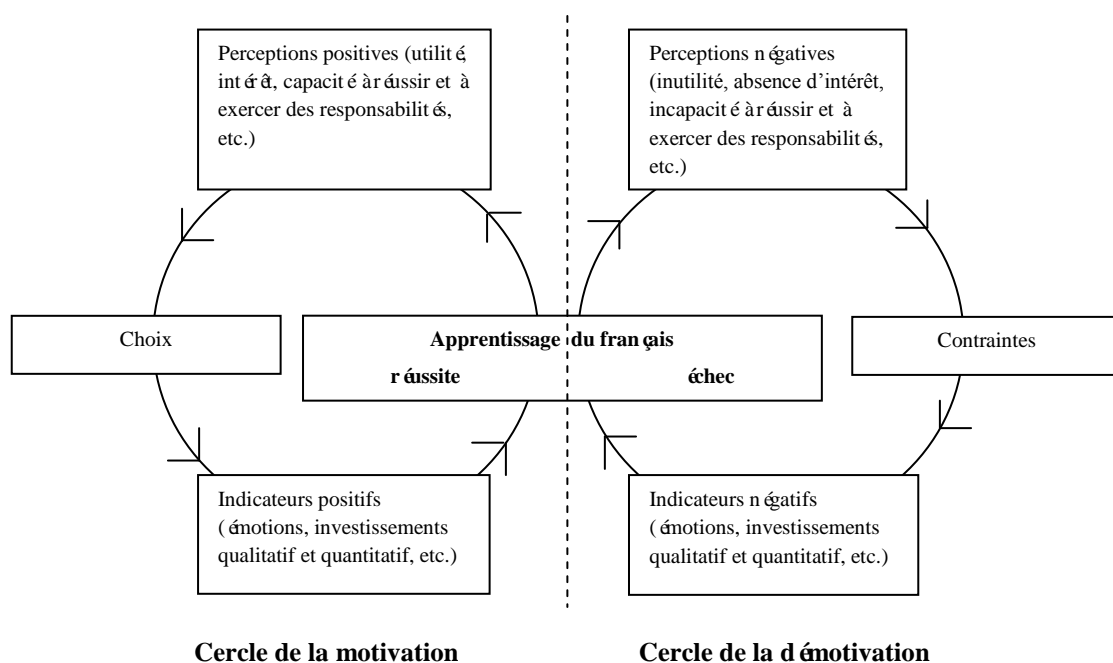 Perceptions positives (utilité,
intérêt, capacité à réussir et à
exercer des responsabilités,
etc.)
Perceptions négatives
(inutilité, absence d’intérêt,
incapacité à réussir et à
exercer des responsabilités,
etc.)
Choix
Apprentissage du français
réussite échec
Contraintes
Indicateurs positifs
(émotions, investissements
qualitatif et quantitatif, etc.)
Indicateurs négatifs
(émotions, investissements
qualitatif et quantitatif, etc.)
Cercle de la motivation
Cercle de la démotivation